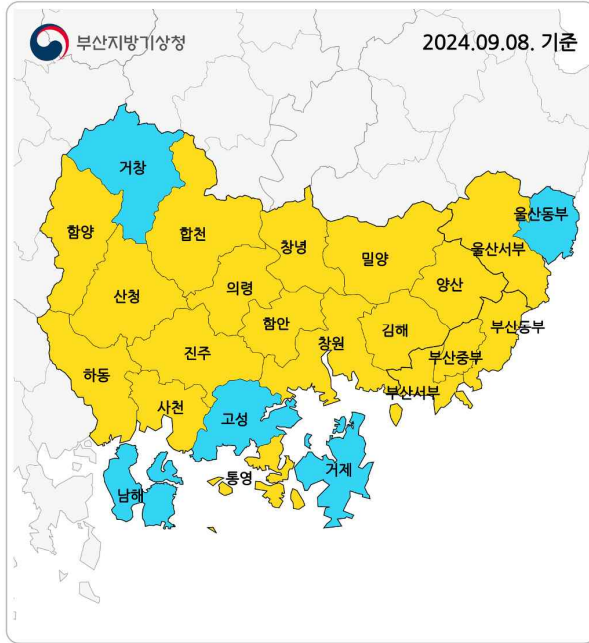 부산지방기상청
2024.09.08. 기준
거창
울산동부
함양
합천
창녕
울산서부
밀양
양산
의령
산청
함안
김해
부산동부
창원
진주
부산중부
하동
부산서부
사천
고성
거제
통영
남해